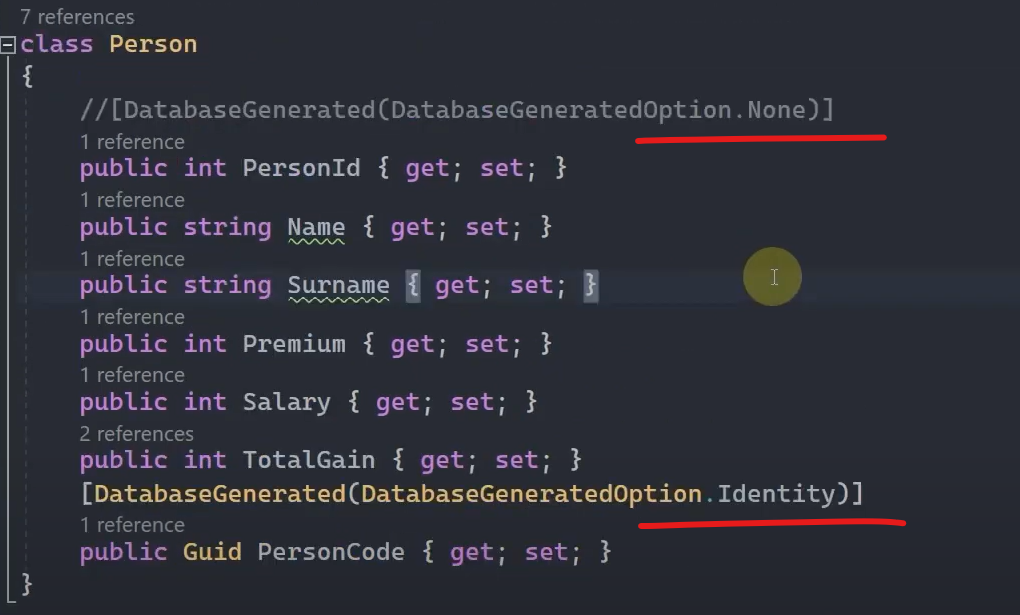 7 references
class Person
{
//[DatabaseGenerated(DatabaseGeneratedOption.None)]
1 reference
public int PersonId { get; set; }
1 reference
public string Name { get; set; }
1 reference
public string Surname { get; set; }
1 reference
public int Premium { get; set; }
1 reference
public int Salary { get; set; }
2 references
public int TotalGain { get; set; }
[DatabaseGenerated(DatabaseGeneratedOption.Identity)]
1 reference
public Guid PersonCode { get; set; }
}